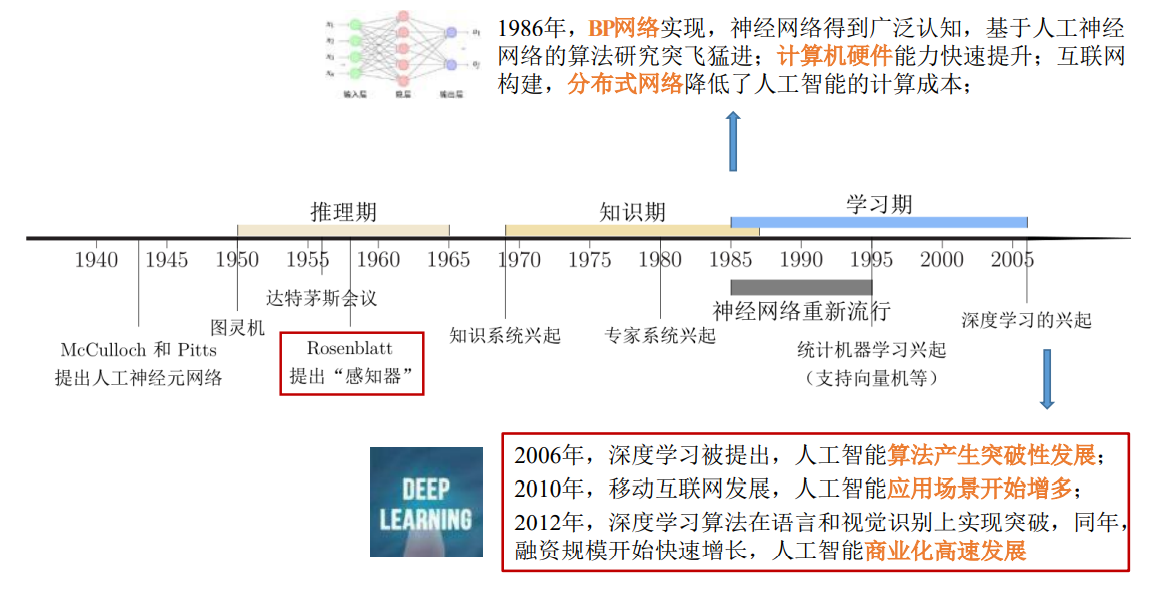 输入层 隐层 输出层
1986年，BP网络实现，神经网络得到广泛认知，基于人工神经
网络的算法研究突飞猛进；计算机硬件能力快速提升；互联网
构建，分布式网络降低了人工智能的计算成本；
推理期 知识期 学习期
1940 1945 1950 1955 1960 1965 1970 1975 1980 1985 1990 1995 2000 2005
达特茅斯会议
神经网络重新流行
图灵机
知识系统兴起
专家系统兴起
深度学习的兴起
McCulloch 和 Pitts
提出人工神经元网络
Rosenblatt
提出“感知器”
统计机器学习兴起
（支持向量机等）
DEEP
LEARNING
2006年，深度学习被提出，人工智能算法产生突破性发展；
2010年，移动互联网发展，人工智能应用场景开始增多；
2012年，深度学习算法在语言和视觉识别上实现突破，同年，
融资规模开始快速增长，人工智能商业化高速发展